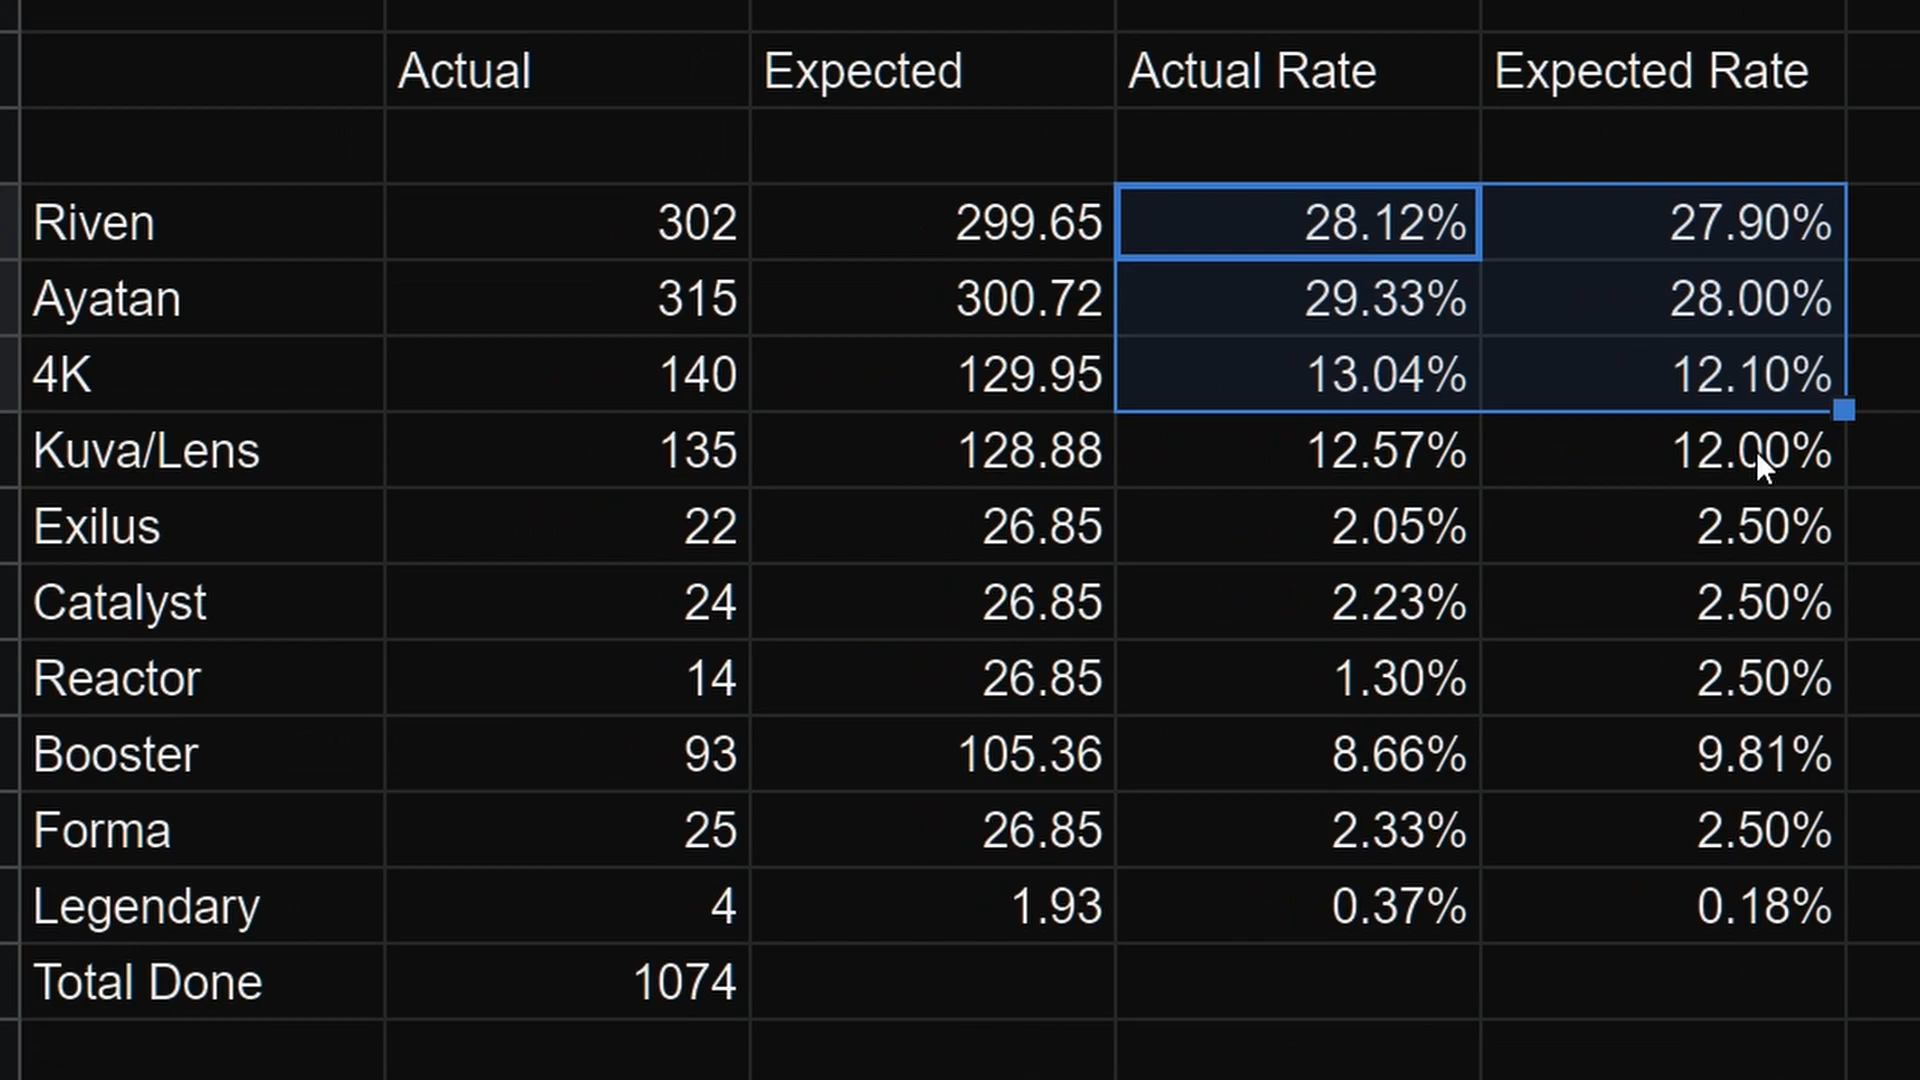 Actual Expected Actual Rate Expected Rate
Riven 302 299.65 28.12% 27.90%
Ayatan 315 300.72 29.33% 28.00%
4K 140 129.95 13.04% 12.10%
Kuva/Lens 135 128.88 12.57% 12.00%
Exilus 22 26.85 2.05% 2.50%
Catalyst 24 26.85 2.23% 2.50%
Reactor 14 26.85 1.30% 2.50%
Booster 93 105.36 8.66% 9.81%
Forma 25 26.85 2.33% 2.50%
Legendary 4 1.93 0.37% 0.18%
Total Done 1074